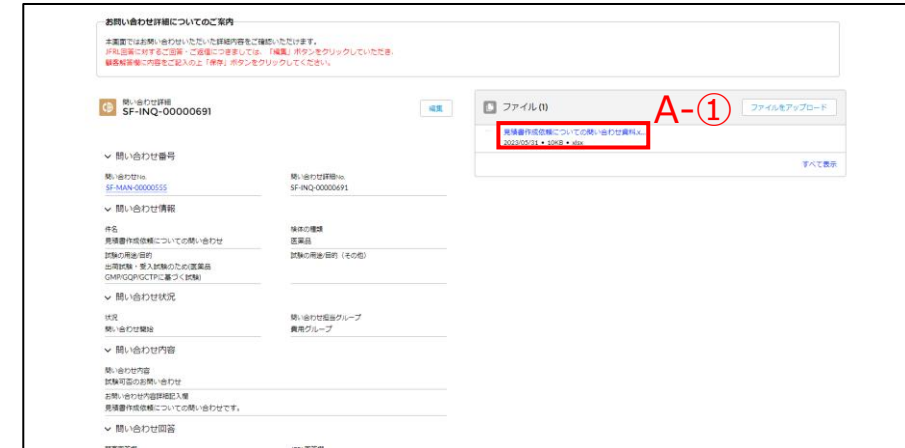 お問い合わせ詳細についてのご案内
本画面ではお問い合わせいただいた詳細内容をご確認いただけます。
JFRL回答に対するご回答・ご返信につきましては、「編集」ボタンをクリックしていただき、
顧客解答欄に内容をご記入の上「保存」ボタンをクリックしてください。
問い合わせ詳細
SF-INQ-00000691
編集
ファイル (1)
A-①
ファイルをアップロード
見積書作成依頼についての問い合わせ資料.x...
2023/05/31 • 10KB • xlsx
すべて表示
問い合わせ番号
問い合わせNo.
問い合わせ詳細No.
SF-MAN-00000555
SF-INQ-00000691
問い合わせ情報
件名
検体の種類
見積書作成依頼についての問い合わせ
医薬品
試験の用途/目的
試験の用途/目的（その他）
出荷試験・受入試験のため(医薬品
GMP/GQP/GCTPに基づく試験)
問い合わせ状況
状況
問い合わせ担当グループ
問い合わせ開始
費用グループ
問い合わせ内容
問い合わせ内容
試験可否のお問い合わせ
お問い合わせ内容詳細記入欄
見積書作成依頼についての問い合わせです。
問い合わせ回答